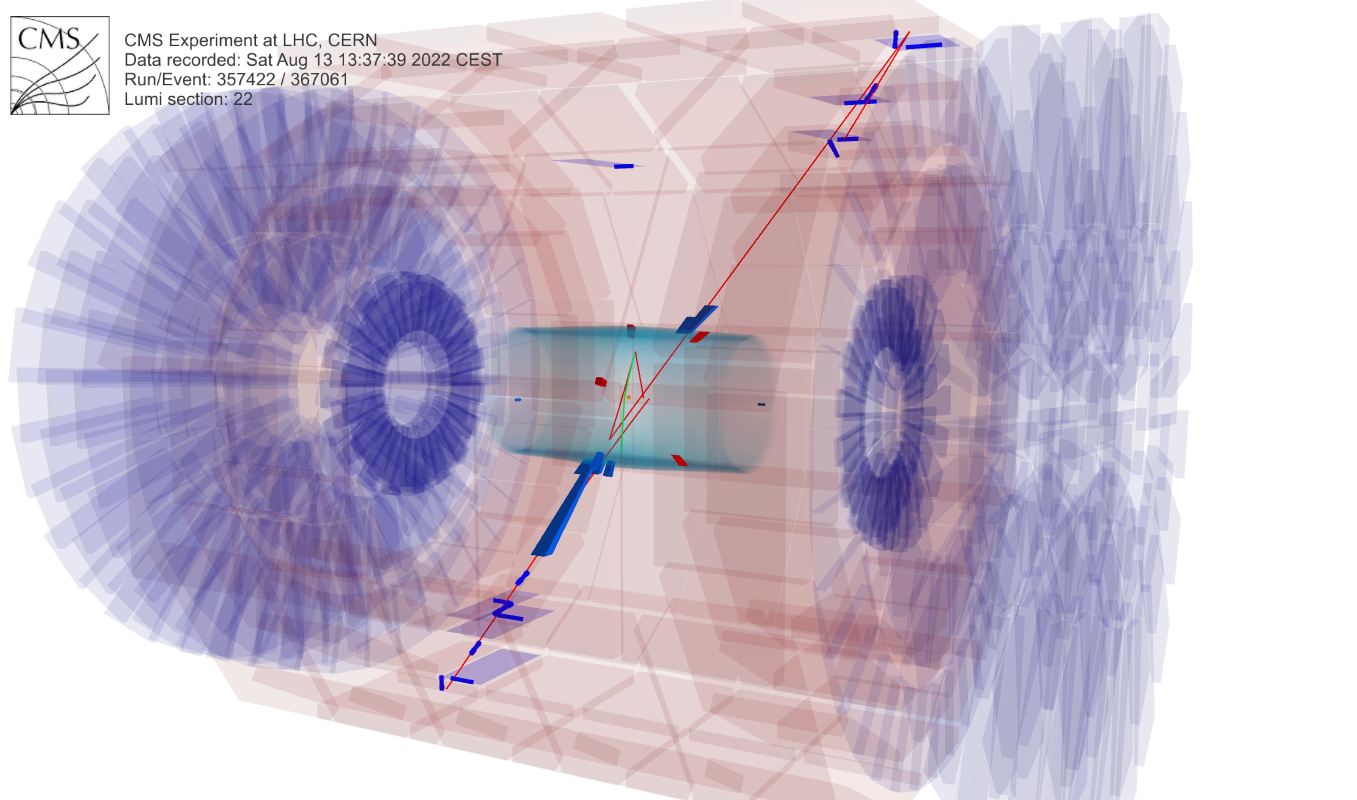 CMS
CMS Experiment at LHC, CERN
Data recorded: Sat Aug 13 13:37:39 2022 CEST
Run/Event: 357422 / 367061
Lumi section: 22